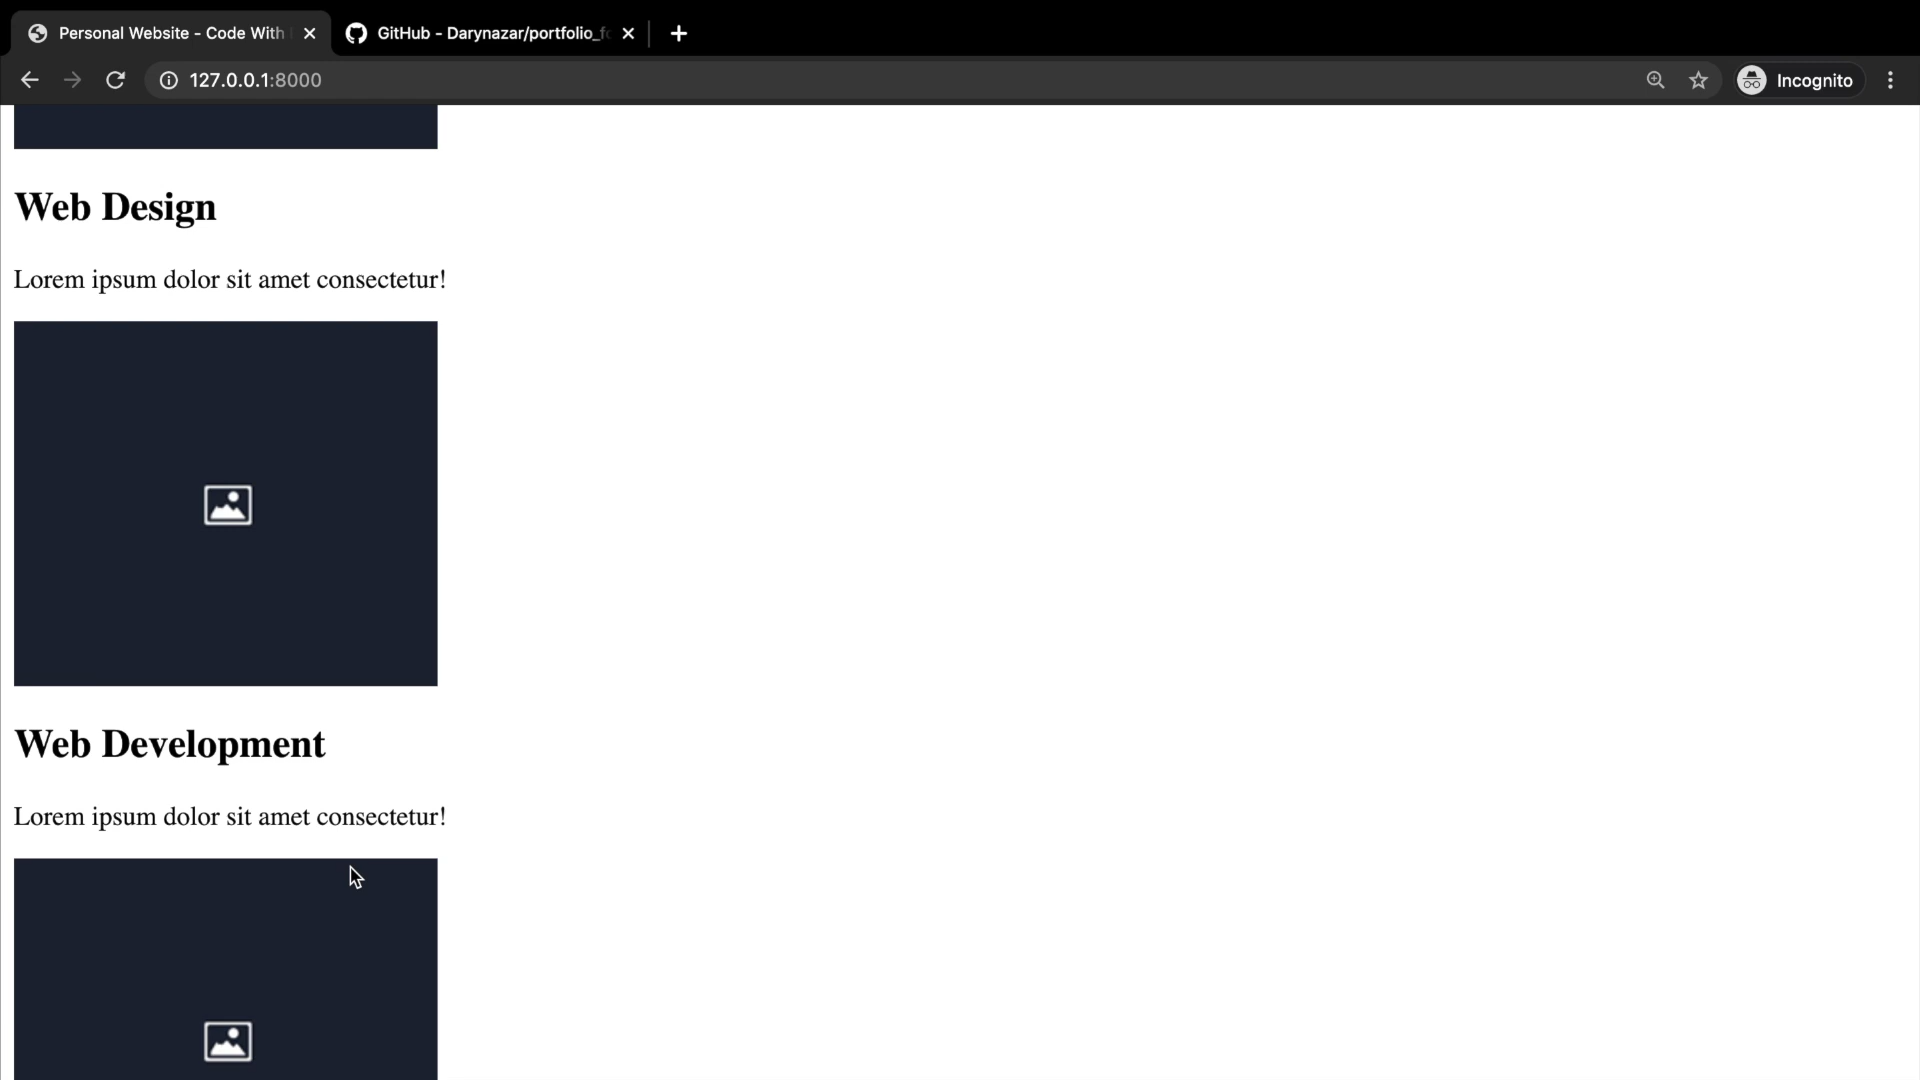 Personal Website - Code With
GitHub - Darynazar/portfolio_fo
127.0.0.1:8000
Incognito
Web Design
Lorem ipsum dolor sit amet consectetur!
Web Development
Lorem ipsum dolor sit amet consectetur!